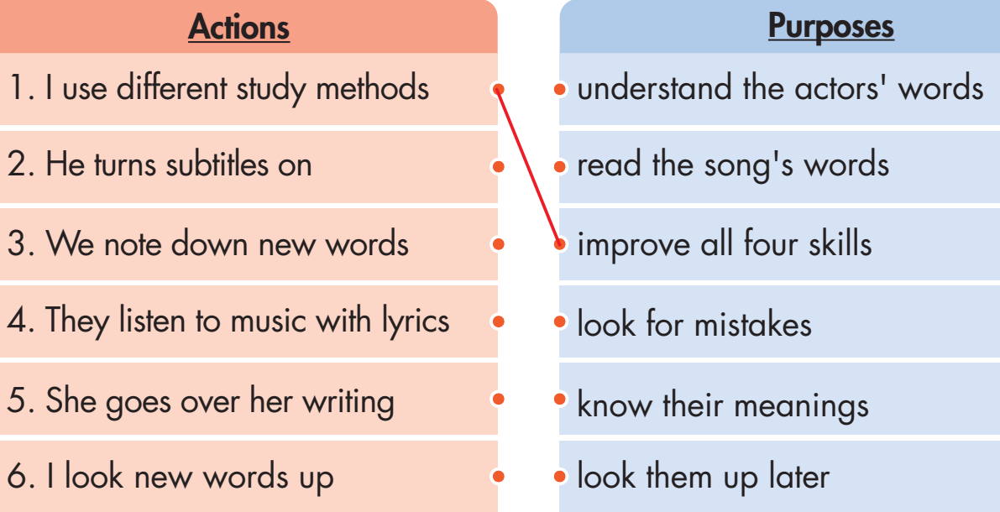 Actions
1. I use different study methods
2. He turns subtitles on
3. We note down new words
4. They listen to music with lyrics
5. She goes over her writing
6. I look new words up
Purposes
understand the actors' words
read the song's words
improve all four skills
look for mistakes
know their meanings
look them up later